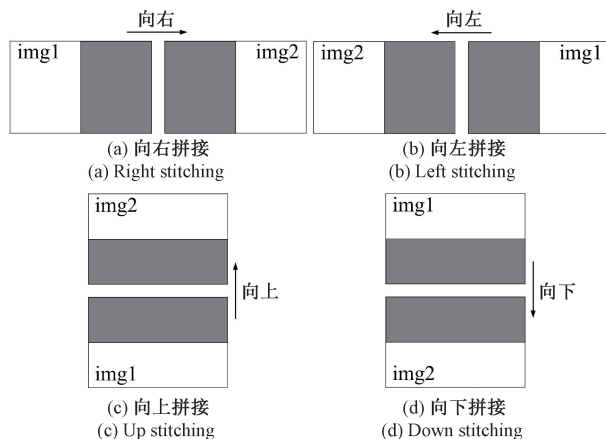 向右
向左
img1
img2
img2
img1
(a) 向右拼接
(a) Right stitching
(b) 向左拼接
(b) Left stitching
img2
向上
img1
(c) 向上拼接
(c) Up stitching
img1
向下
img2
(d) 向下拼接
(d) Down stitching